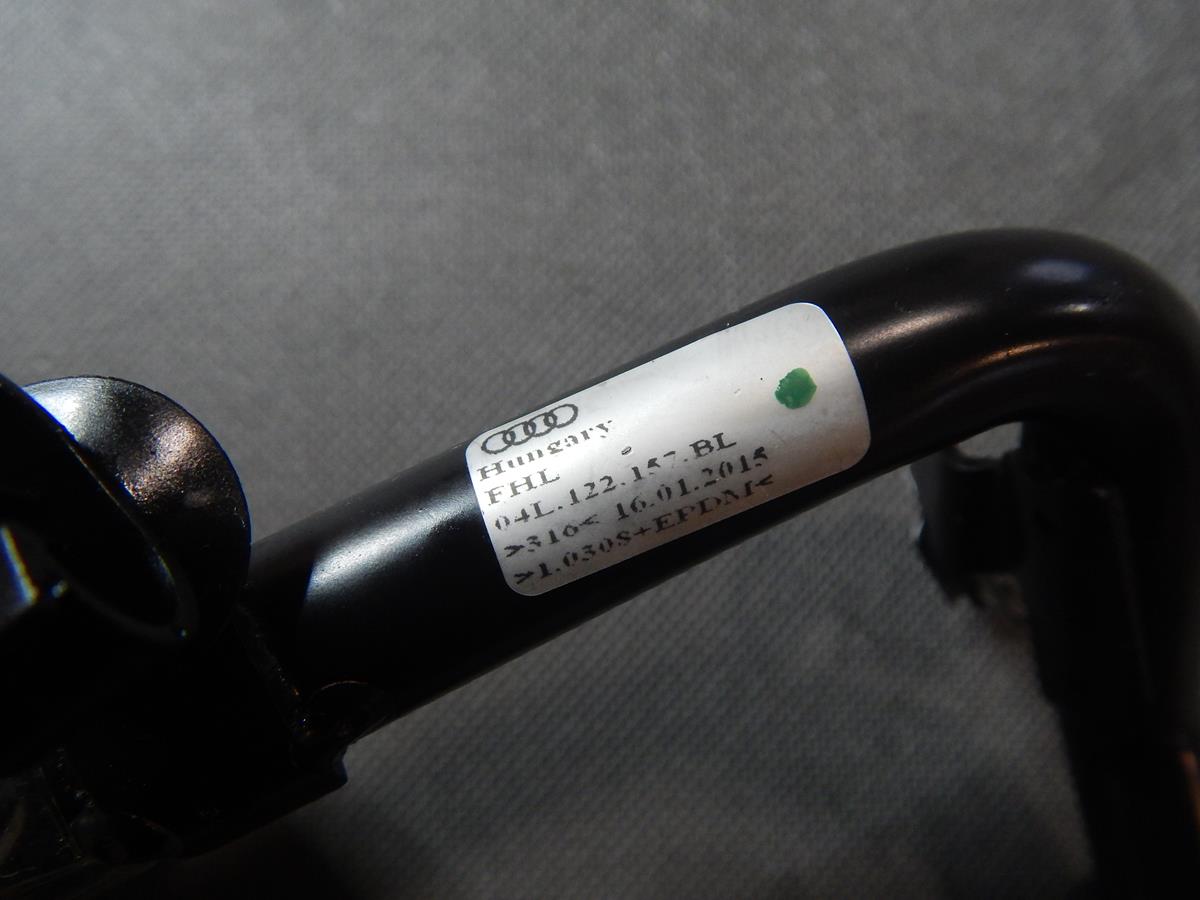 Hungary
FHL
04L.122.157.BL
>316< 16.01.2015
>1.0308+EPDM<